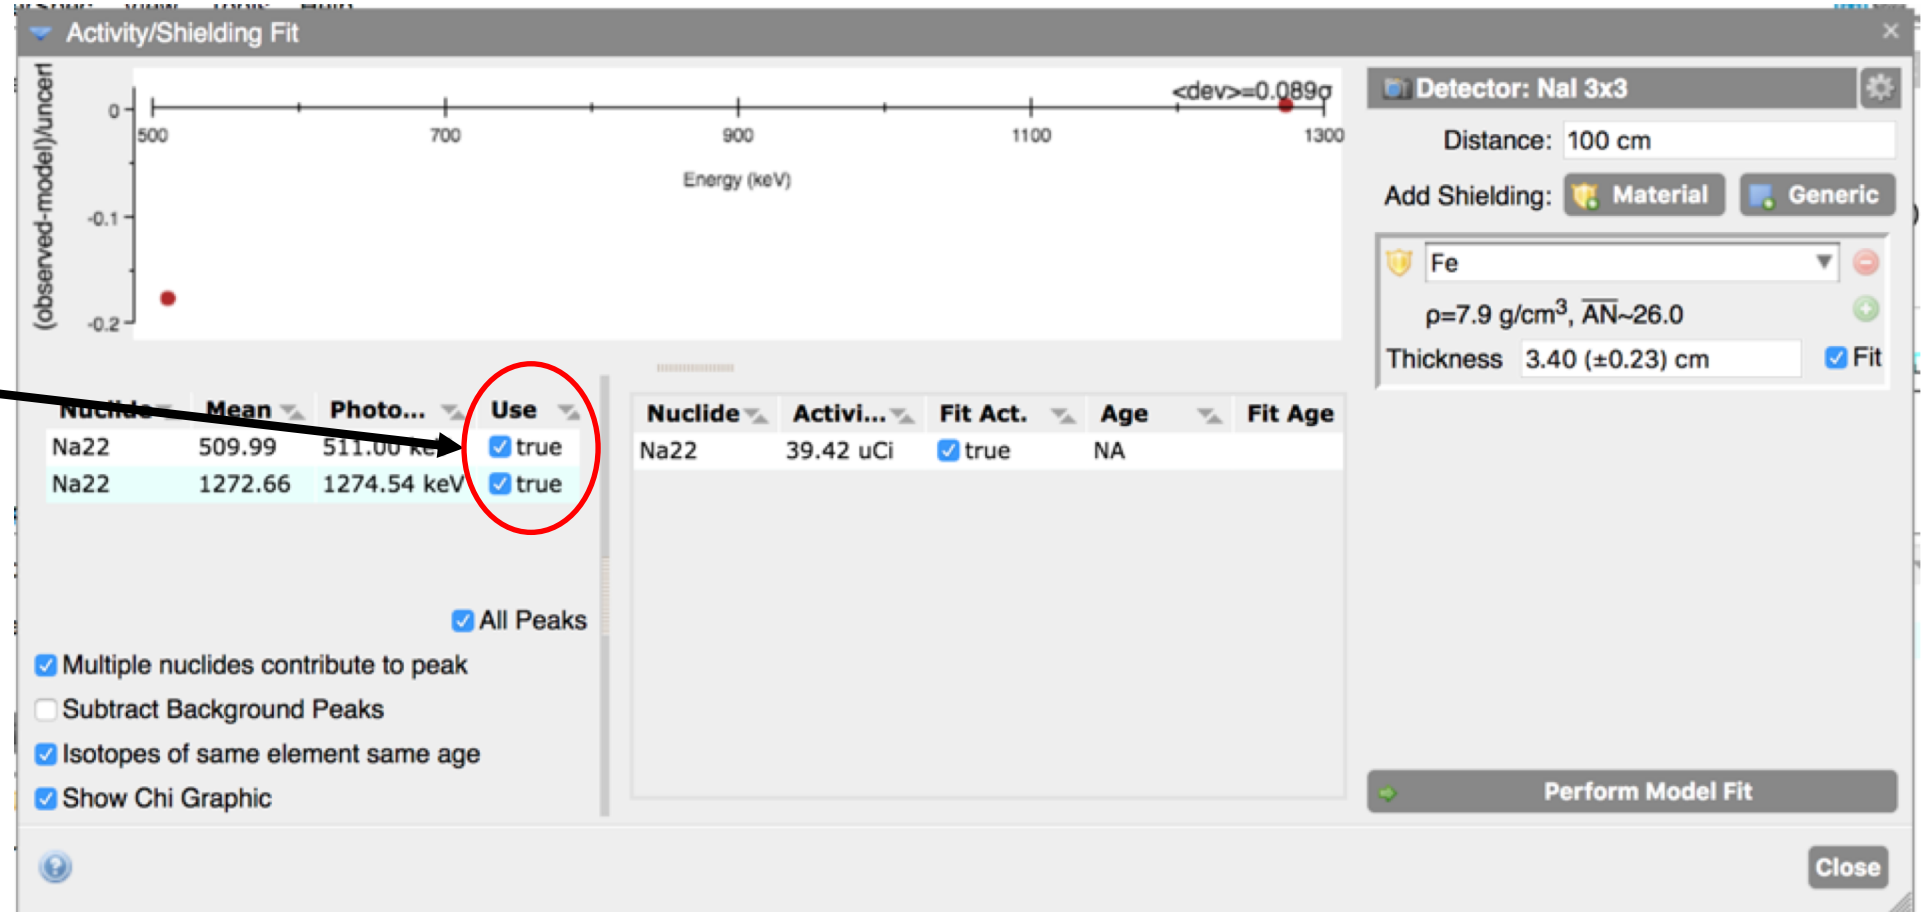 Activity/Shielding Fit
(observed-model)/uncert
<dev>=0.089σ
0
-0.1
-0.2
500 700 900 1100 1300
Energy (keV)
Detector: NaI 3x3
Distance: 100 cm
Add Shielding: Material Generic
Fe
ρ=7.9 g/cm³, A̅N̅~26.0
Thickness 3.40 (±0.23) cm Fit
Nuclide Mean Photo... Use
Na22 509.99 511.00 keV true
Na22 1272.66 1274.54 keV true
All Peaks
Multiple nuclides contribute to peak
Subtract Background Peaks
Isotopes of same element same age
Show Chi Graphic
Nuclide Activi... Fit Act. Age Fit Age
Na22 39.42 uCi true NA
Perform Model Fit
Close